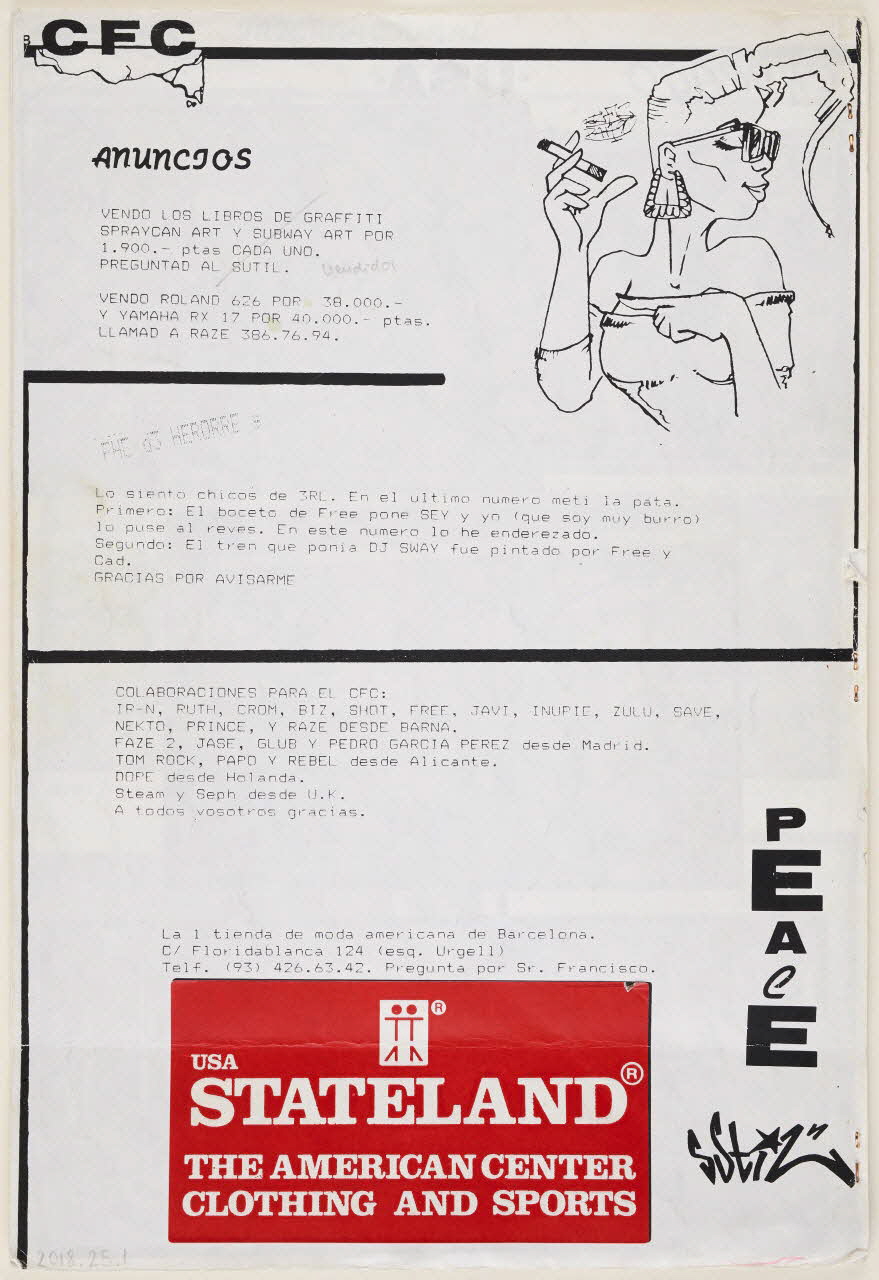 CFC
ANUNCIOS
VENDO LOS LIBROS DE GRAFFITI
SPRAYCAN ART Y SUBWAY ART POR
1.900.- ptas CADA UNO.
PREGUNTAD AL SUTIL. vendidos
VENDO ROLAND 626 POR 38.000.-
Y YAMAHA RX 17 POR 40.000.- ptas.
LLAMAD A RAZE 386.76.94.
Lo siento chicos de 3RL. En el ultimo numero meti la pata.
Primero: El boceto de Free pone SEY y yo (que soy muy burro)
lo puse al reves. En este numero lo he enderezado.
Segundo: El tren que ponia DJ SWAY fue pintado por Free y
Cad.
GRACIAS POR AVISARME
COLABORACIONES PARA EL CFC:
IR-N, RUTH, CROM, BIZ, SHOT, FREE, JAVI, INUPIE, ZULU, SAVE,
NEKTO, PRINCE, Y RAZE DESDE BARNA.
FAZE 2, JASE, GLUB Y PEDRO GARCIA PEREZ desde Madrid.
TOM ROCK, PAPO Y REBEL desde Alicante.
DOPE desde Holanda.
Steam y Seph desde U.K.
A todos vosotros gracias.
PEACE
La 1 tienda de moda americana de Barcelona.
C/ Floridablanca 124 (esq. Urgell)
Telf. (93) 426.63.42. Pregunta por Sr. Francisco.
®
USA
STATELAND®
THE AMERICAN CENTER
CLOTHING AND SPORTS
2018.25.1